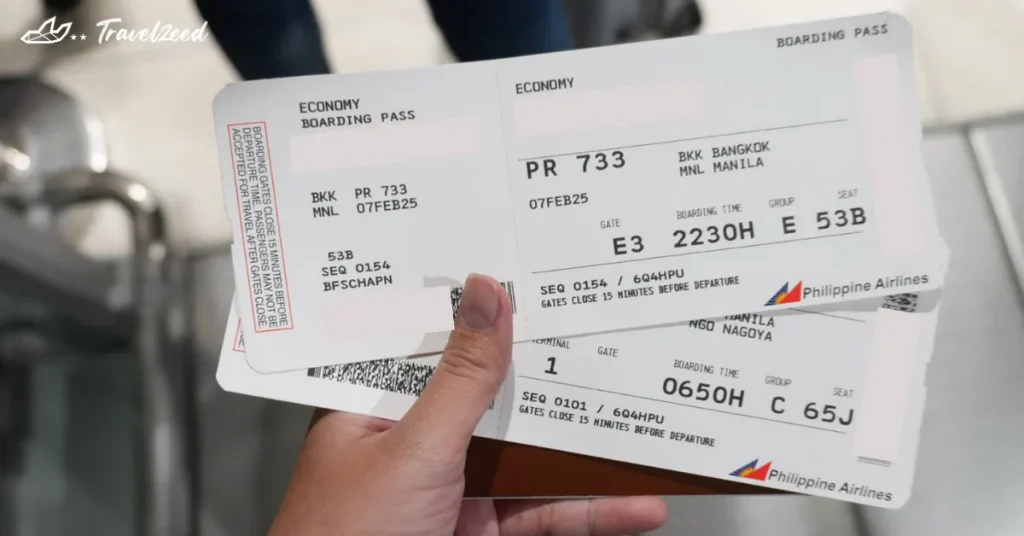 Travel2eed
BOARDING PASS
ECONOMY
BOARDING PASS
ECONOMY
BOARDING GATES CLOSE 15 MINUTES BEFORE
DEPARTURE TIME. PASSENGERS MAY NOT BE
ACCEPTED FOR TRAVEL AFTER GATES CLOSE.
BKK PR 733
MNL 07FEB25
53B
SEQ 0154
BFSCHAPN
PR 733
BKK BANGKOK
MNL MANILA
07FEB25
GATE BOARDING TIME GROUP SEAT
E3 2230H E 53B
SEQ 0154 / 6Q4HPU
GATES CLOSE 15 MINUTES BEFORE DEPARTURE
Philippine Airlines
NGO NAGOYA
GATE BOARDING TIME GROUP SEAT
1 0650H C 65J
SEQ 0101 / 6Q4HPU
GATES CLOSE 15 MINUTES BEFORE DEPARTURE
Philippine Airlines